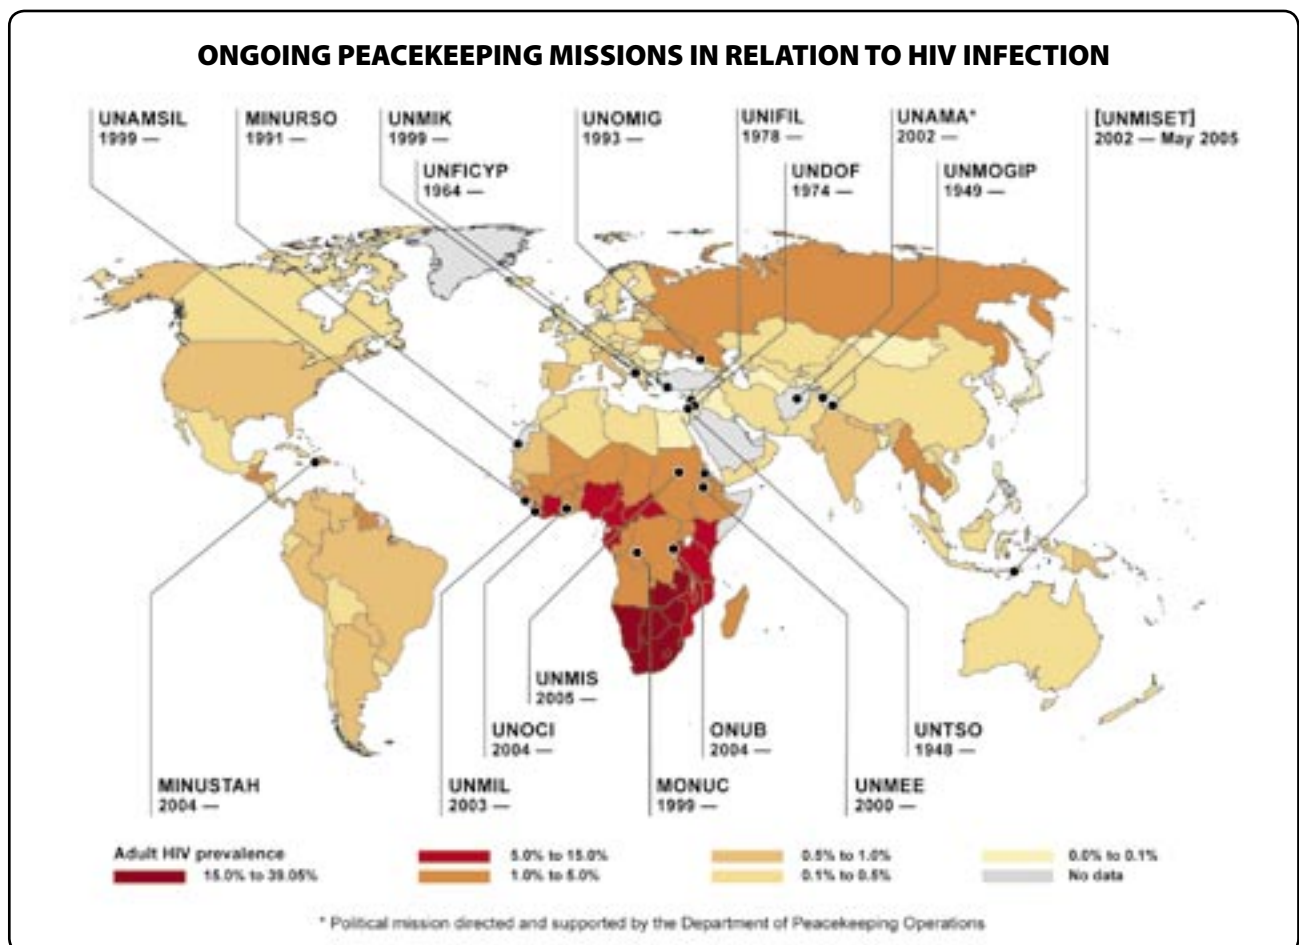 ONGOING PEACEKEEPING MISSIONS IN RELATION TO HIV INFECTION
UNAMSIL
1999 —
MINURSO
1991 —
UNMIK
1999 —
UNFICYP
1964 —
UNOMIG
1993 —
UNIFIL
1978 —
UNDOF
1974 —
UNAMA*
2002 —
UNMOGIP
1949 —
[UNMISET]
2002 — May 2005
UNMIS
2005 —
UNOCI
2004 —
ONUB
2004 —
UNTSO
1948 —
MINUSTAH
2004 —
UNMIL
2003 —
MONUC
1999 —
UNMEE
2000 —
Adult HIV prevalence
15.0% to 39.05%
5.0% to 15.0%
1.0% to 5.0%
0.5% to 1.0%
0.1% to 0.5%
0.0% to 0.1%
No data
* Political mission directed and supported by the Department of Peacekeeping Operations